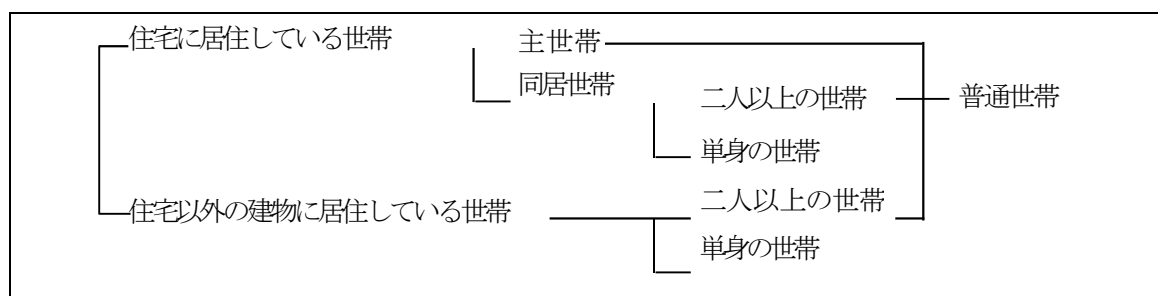 住宅に居住している世帯
主世帯
同居世帯
二人以上の世帯
普通世帯
単身の世帯
住宅以外の建物に居住している世帯
二人以上の世帯
単身の世帯